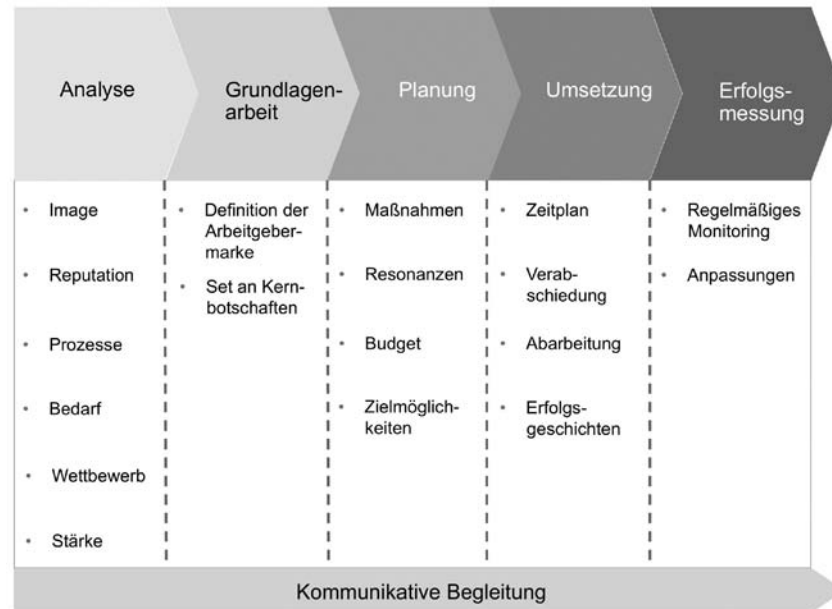 Analyse
Grundlagen-
arbeit
Planung
Umsetzung
Erfolgs-
messung
• Image
• Reputation
• Prozesse
• Bedarf
• Wettbewerb
• Stärke
• Definition der
Arbeitgeber-
marke
• Set an Kern-
botschaften
• Maßnahmen
• Resonanzen
• Budget
• Zielmöglich-
keiten
• Zeitplan
• Verab-
schiedung
• Abarbeitung
• Erfolgs-
geschichten
• Regelmäßiges
Monitoring
• Anpassungen
Kommunikative Begleitung